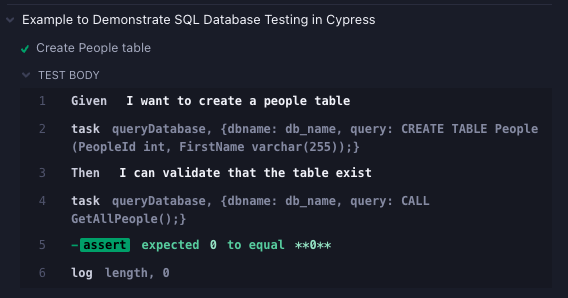 Example to Demonstrate SQL Database Testing in Cypress
Create People table
TEST BODY
1 Given I want to create a people table
2 task queryDatabase, {dbname: db_name, query: CREATE TABLE People
(PeopleId int, FirstName varchar(255));}
3 Then I can validate that the table exist
4 task queryDatabase, {dbname: db_name, query: CALL
GetAllPeople();}
5 -assert expected 0 to equal **0**
6 log length, 0